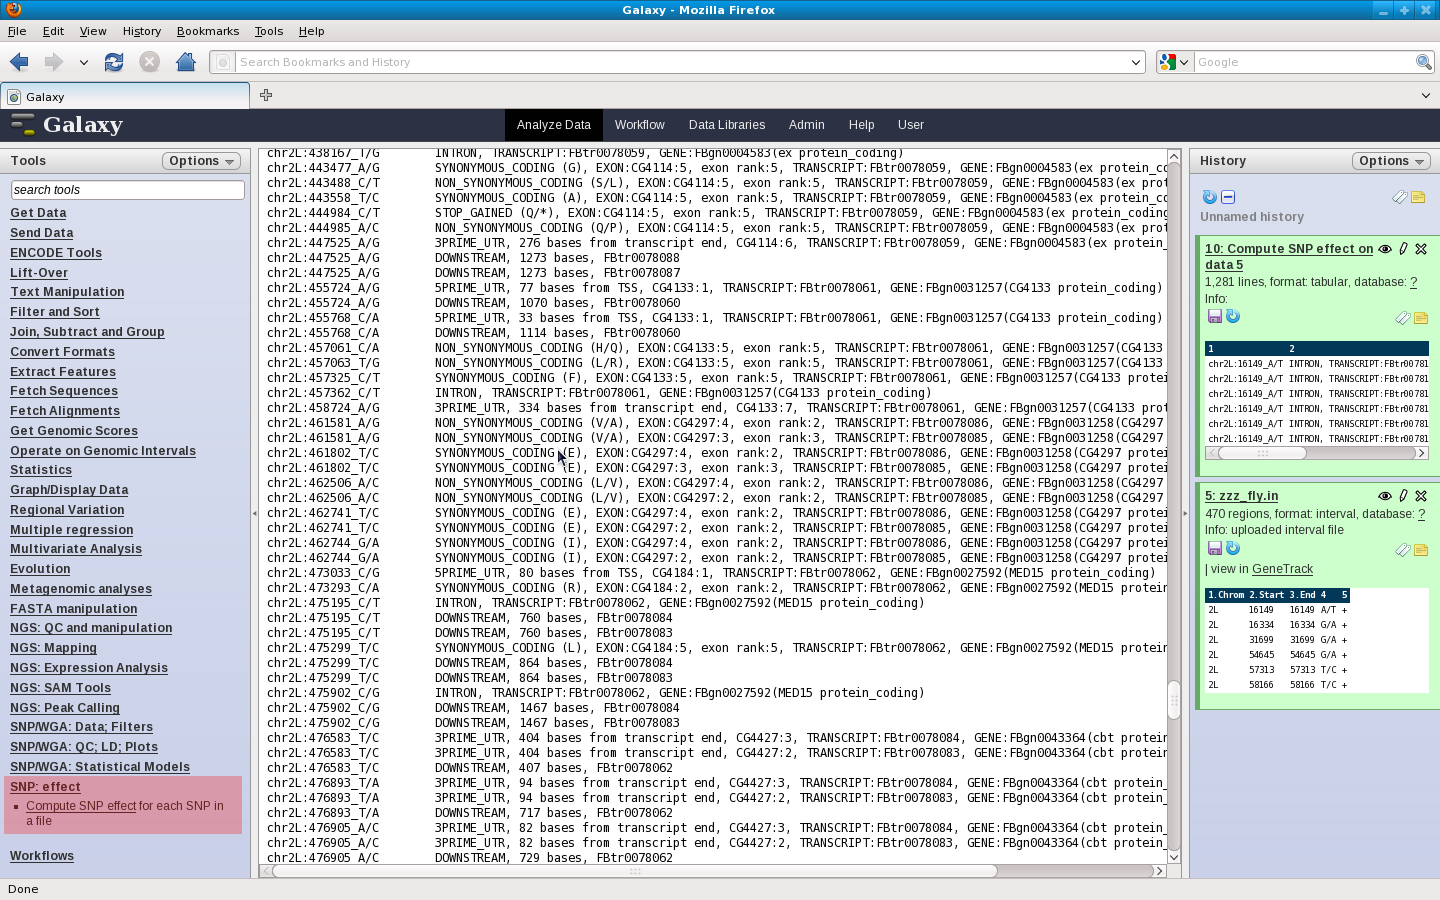 Galaxy - Mozilla Firefox
File Edit View History Bookmarks Tools Help
Search Bookmarks and History
Google
Galaxy
Galaxy
Analyze Data Workflow Data Libraries Admin Help User
Tools Options
search tools
Get Data
Send Data
ENCODE Tools
Lift-Over
Text Manipulation
Filter and Sort
Join, Subtract and Group
Convert Formats
Extract Features
Fetch Sequences
Fetch Alignments
Get Genomic Scores
Operate on Genomic Intervals
Statistics
Graph/Display Data
Regional Variation
Multiple regression
Multivariate Analysis
Evolution
Metagenomic analyses
FASTA manipulation
NGS: QC and manipulation
NGS: Mapping
NGS: Expression Analysis
NGS: SAM Tools
NGS: Peak Calling
SNP/WGA: Data; Filters
SNP/WGA: QC; LD; Plots
SNP/WGA: Statistical Models
SNP: effect
Compute SNP effect for each SNP in
a file
Workflows
chr2L:438167_T/G INTRON, TRANSCRIPT:FBtr0078059, GENE:FBgn0004583(ex protein_coding)
chr2L:443477_A/G SYNONYMOUS_CODING (G), EXON:CG4114:5, exon rank:5, TRANSCRIPT:FBtr0078059, GENE:FBgn0004583(ex protein_co
chr2L:443488_C/T NON_SYNONYMOUS_CODING (S/L), EXON:CG4114:5, exon rank:5, TRANSCRIPT:FBtr0078059, GENE:FBgn0004583(ex prot
chr2L:443558_T/C SYNONYMOUS_CODING (A), EXON:CG4114:5, exon rank:5, TRANSCRIPT:FBtr0078059, GENE:FBgn0004583(ex protein_co
chr2L:444984_C/T STOP_GAINED (Q/*), EXON:CG4114:5, exon rank:5, TRANSCRIPT:FBtr0078059, GENE:FBgn0004583(ex protein_coding
chr2L:444985_A/C NON_SYNONYMOUS_CODING (Q/P), EXON:CG4114:5, exon rank:5, TRANSCRIPT:FBtr0078059, GENE:FBgn0004583(ex prot
chr2L:447525_A/G 3PRIME_UTR, 276 bases from transcript end, CG4114:6, TRANSCRIPT:FBtr0078059, GENE:FBgn0004583(ex protein_
chr2L:447525_A/G DOWNSTREAM, 1273 bases, FBtr0078088
chr2L:447525_A/G DOWNSTREAM, 1273 bases, FBtr0078087
chr2L:455724_A/G 5PRIME_UTR, 77 bases from TSS, CG4133:1, TRANSCRIPT:FBtr0078061, GENE:FBgn0031257(CG4133 protein_coding)
chr2L:455724_A/G DOWNSTREAM, 1070 bases, FBtr0078060
chr2L:455768_C/A 5PRIME_UTR, 33 bases from TSS, CG4133:1, TRANSCRIPT:FBtr0078061, GENE:FBgn0031257(CG4133 protein_coding)
chr2L:455768_C/A DOWNSTREAM, 1114 bases, FBtr0078060
chr2L:457061_C/A NON_SYNONYMOUS_CODING (H/Q), EXON:CG4133:5, exon rank:5, TRANSCRIPT:FBtr0078061, GENE:FBgn0031257(CG4133
chr2L:457063_T/G NON_SYNONYMOUS_CODING (L/R), EXON:CG4133:5, exon rank:5, TRANSCRIPT:FBtr0078061, GENE:FBgn0031257(CG4133
chr2L:457325_C/T SYNONYMOUS_CODING (F), EXON:CG4133:5, exon rank:5, TRANSCRIPT:FBtr0078061, GENE:FBgn0031257(CG4133 protei
chr2L:457362_C/T INTRON, TRANSCRIPT:FBtr0078061, GENE:FBgn0031257(CG4133 protein_coding)
chr2L:458724_A/G 3PRIME_UTR, 334 bases from transcript end, CG4133:7, TRANSCRIPT:FBtr0078061, GENE:FBgn0031257(CG4133 prot
chr2L:461581_A/G NON_SYNONYMOUS_CODING (V/A), EXON:CG4297:4, exon rank:2, TRANSCRIPT:FBtr0078086, GENE:FBgn0031258(CG4297
chr2L:461581_A/G NON_SYNONYMOUS_CODING (V/A), EXON:CG4297:3, exon rank:3, TRANSCRIPT:FBtr0078085, GENE:FBgn0031258(CG4297
chr2L:461802_T/C SYNONYMOUS_CODING (E), EXON:CG4297:4, exon rank:2, TRANSCRIPT:FBtr0078086, GENE:FBgn0031258(CG4297 protei
chr2L:461802_T/C SYNONYMOUS_CODING (E), EXON:CG4297:3, exon rank:3, TRANSCRIPT:FBtr0078085, GENE:FBgn0031258(CG4297 protei
chr2L:462506_A/C NON_SYNONYMOUS_CODING (L/V), EXON:CG4297:4, exon rank:2, TRANSCRIPT:FBtr0078086, GENE:FBgn0031258(CG4297
chr2L:462506_A/C NON_SYNONYMOUS_CODING (L/V), EXON:CG4297:2, exon rank:2, TRANSCRIPT:FBtr0078085, GENE:FBgn0031258(CG4297
chr2L:462741_T/C SYNONYMOUS_CODING (E), EXON:CG4297:4, exon rank:2, TRANSCRIPT:FBtr0078086, GENE:FBgn0031258(CG4297 protei
chr2L:462741_T/C SYNONYMOUS_CODING (E), EXON:CG4297:2, exon rank:2, TRANSCRIPT:FBtr0078085, GENE:FBgn0031258(CG4297 protei
chr2L:462744_G/A SYNONYMOUS_CODING (I), EXON:CG4297:4, exon rank:2, TRANSCRIPT:FBtr0078086, GENE:FBgn0031258(CG4297 protei
chr2L:462744_G/A SYNONYMOUS_CODING (I), EXON:CG4297:2, exon rank:2, TRANSCRIPT:FBtr0078085, GENE:FBgn0031258(CG4297 protei
chr2L:473033_C/G 5PRIME_UTR, 80 bases from TSS, CG4184:1, TRANSCRIPT:FBtr0078062, GENE:FBgn0027592(MED15 protein_coding)
chr2L:473293_C/A SYNONYMOUS_CODING (R), EXON:CG4184:2, exon rank:2, TRANSCRIPT:FBtr0078062, GENE:FBgn0027592(MED15 protein
chr2L:475195_C/T INTRON, TRANSCRIPT:FBtr0078062, GENE:FBgn0027592(MED15 protein_coding)
chr2L:475195_C/T DOWNSTREAM, 760 bases, FBtr0078084
chr2L:475195_C/T DOWNSTREAM, 760 bases, FBtr0078083
chr2L:475299_T/C SYNONYMOUS_CODING (L), EXON:CG4184:5, exon rank:5, TRANSCRIPT:FBtr0078062, GENE:FBgn0027592(MED15 protein
chr2L:475299_T/C DOWNSTREAM, 864 bases, FBtr0078084
chr2L:475299_T/C DOWNSTREAM, 864 bases, FBtr0078083
chr2L:475902_C/G INTRON, TRANSCRIPT:FBtr0078062, GENE:FBgn0027592(MED15 protein_coding)
chr2L:475902_C/G DOWNSTREAM, 1467 bases, FBtr0078084
chr2L:475902_C/G DOWNSTREAM, 1467 bases, FBtr0078083
chr2L:476583_T/C 3PRIME_UTR, 404 bases from transcript end, CG4427:3, TRANSCRIPT:FBtr0078084, GENE:FBgn0043364(cbt protein
chr2L:476583_T/C 3PRIME_UTR, 404 bases from transcript end, CG4427:2, TRANSCRIPT:FBtr0078083, GENE:FBgn0043364(cbt protein
chr2L:476583_T/C DOWNSTREAM, 407 bases, FBtr0078062
chr2L:476893_T/A 3PRIME_UTR, 94 bases from transcript end, CG4427:3, TRANSCRIPT:FBtr0078084, GENE:FBgn0043364(cbt protein_
chr2L:476893_T/A 3PRIME_UTR, 94 bases from transcript end, CG4427:2, TRANSCRIPT:FBtr0078083, GENE:FBgn0043364(cbt protein_
chr2L:476893_T/A DOWNSTREAM, 717 bases, FBtr0078062
chr2L:476905_A/C 3PRIME_UTR, 82 bases from transcript end, CG4427:3, TRANSCRIPT:FBtr0078084, GENE:FBgn0043364(cbt protein_
chr2L:476905_A/C 3PRIME_UTR, 82 bases from transcript end, CG4427:2, TRANSCRIPT:FBtr0078083, GENE:FBgn0043364(cbt protein_
chr2L:476905_A/C DOWNSTREAM, 729 bases, FBtr0078062
History Options
Unnamed history
10: Compute SNP effect on
data 5
1,281 lines, format: tabular, database: ?
Info:
1 2
chr2L:16149_A/T INTRON, TRANSCRIPT:FBtr00781
chr2L:16149_A/T INTRON, TRANSCRIPT:FBtr00781
chr2L:16149_A/T INTRON, TRANSCRIPT:FBtr00781
chr2L:16149_A/T INTRON, TRANSCRIPT:FBtr00781
chr2L:16149_A/T INTRON, TRANSCRIPT:FBtr00781
chr2L:16149_A/T INTRON, TRANSCRIPT:FBtr00781
5: zzz_fly.in
470 regions, format: interval, database: ?
Info: uploaded interval file
| view in GeneTrack
1.Chrom 2.Start 3.End 4 5
2L 16149 16149 A/T +
2L 16334 16334 G/A +
2L 31699 31699 G/A +
2L 54645 54645 G/A +
2L 57313 57313 T/C +
2L 58166 58166 T/C +
Done